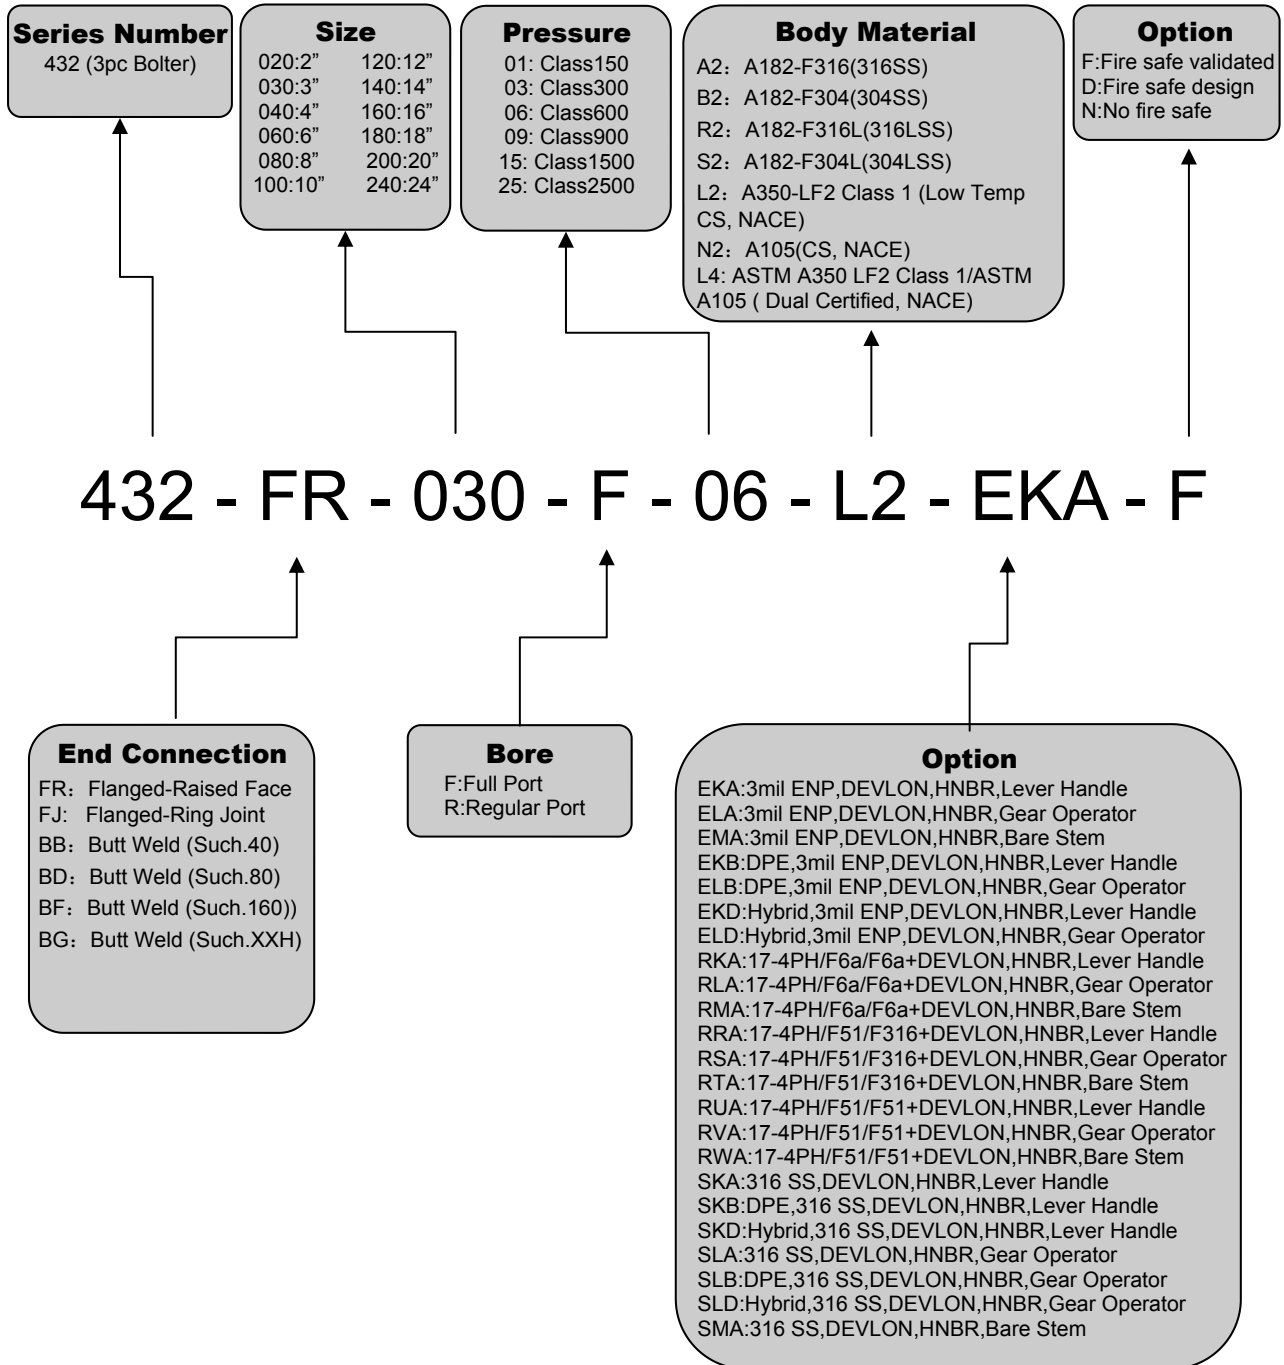 Series Number
432 (3pc Bolter)
Size
020:2” 120:12”
030:3” 140:14”
040:4” 160:16”
060:6” 180:18”
080:8” 200:20”
100:10” 240:24”
Pressure
01: Class150
03: Class300
06: Class600
09: Class900
15: Class1500
25: Class2500
Body Material
A2：A182-F316(316SS)
B2：A182-F304(304SS)
R2：A182-F316L(316LSS)
S2：A182-F304L(304LSS)
L2：A350-LF2 Class 1 (Low Temp
CS, NACE)
N2：A105(CS, NACE)
L4: ASTM A350 LF2 Class 1/ASTM
A105 ( Dual Certified, NACE)
Option
F:Fire safe validated
D:Fire safe design
N:No fire safe
432 - FR - 030 - F - 06 - L2 - EKA - F
End Connection
FR：Flanged-Raised Face
FJ: Flanged-Ring Joint
BB：Butt Weld (Such.40)
BD：Butt Weld (Such.80)
BF：Butt Weld (Such.160))
BG：Butt Weld (Such.XXH)
Bore
F:Full Port
R:Regular Port
Option
EKA:3mil ENP,DEVLON,HNBR,Lever Handle
ELA:3mil ENP,DEVLON,HNBR,Gear Operator
EMA:3mil ENP,DEVLON,HNBR,Bare Stem
EKB:DPE,3mil ENP,DEVLON,HNBR,Lever Handle
ELB:DPE,3mil ENP,DEVLON,HNBR,Gear Operator
EKD:Hybrid,3mil ENP,DEVLON,HNBR,Lever Handle
ELD:Hybrid,3mil ENP,DEVLON,HNBR,Gear Operator
RKA:17-4PH/F6a/F6a+DEVLON,HNBR,Lever Handle
RLA:17-4PH/F6a/F6a+DEVLON,HNBR,Gear Operator
RMA:17-4PH/F6a/F6a+DEVLON,HNBR,Bare Stem
RRA:17-4PH/F51/F316+DEVLON,HNBR,Lever Handle
RSA:17-4PH/F51/F316+DEVLON,HNBR,Gear Operator
RTA:17-4PH/F51/F316+DEVLON,HNBR,Bare Stem
RUA:17-4PH/F51/F51+DEVLON,HNBR,Lever Handle
RVA:17-4PH/F51/F51+DEVLON,HNBR,Gear Operator
RWA:17-4PH/F51/F51+DEVLON,HNBR,Bare Stem
SKA:316 SS,DEVLON,HNBR,Lever Handle
SKB:DPE,316 SS,DEVLON,HNBR,Lever Handle
SKD:Hybrid,316 SS,DEVLON,HNBR,Lever Handle
SLA:316 SS,DEVLON,HNBR,Gear Operator
SLB:DPE,316 SS,DEVLON,HNBR,Gear Operator
SLD:Hybrid,316 SS,DEVLON,HNBR,Gear Operator
SMA:316 SS,DEVLON,HNBR,Bare Stem